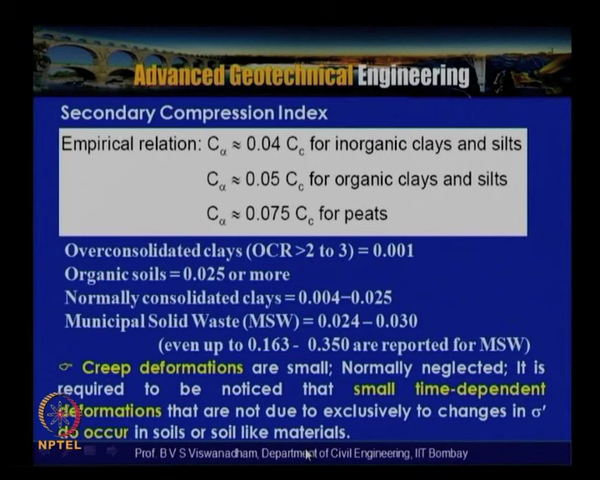 Advanced Geotechnical Engineering
Secondary Compression Index
Empirical relation: Cα ≈ 0.04 Cc for inorganic clays and silts
Cα ≈ 0.05 Cc for organic clays and silts
Cα ≈ 0.075 Cc for peats
Overconsolidated clays (OCR >2 to 3) = 0.001
Organic soils = 0.025 or more
Normally consolidated clays = 0.004–0.025
Municipal Solid Waste (MSW) = 0.024 – 0.030
(even up to 0.163 - 0.350 are reported for MSW)
☞ Creep deformations are small; Normally neglected; It is
required to be noticed that small time-dependent
deformations that are not due to exclusively to changes in σ′
do occur in soils or soil like materials.
NPTEL
Prof. B V S Viswanadham, Department of Civil Engineering, IIT Bombay